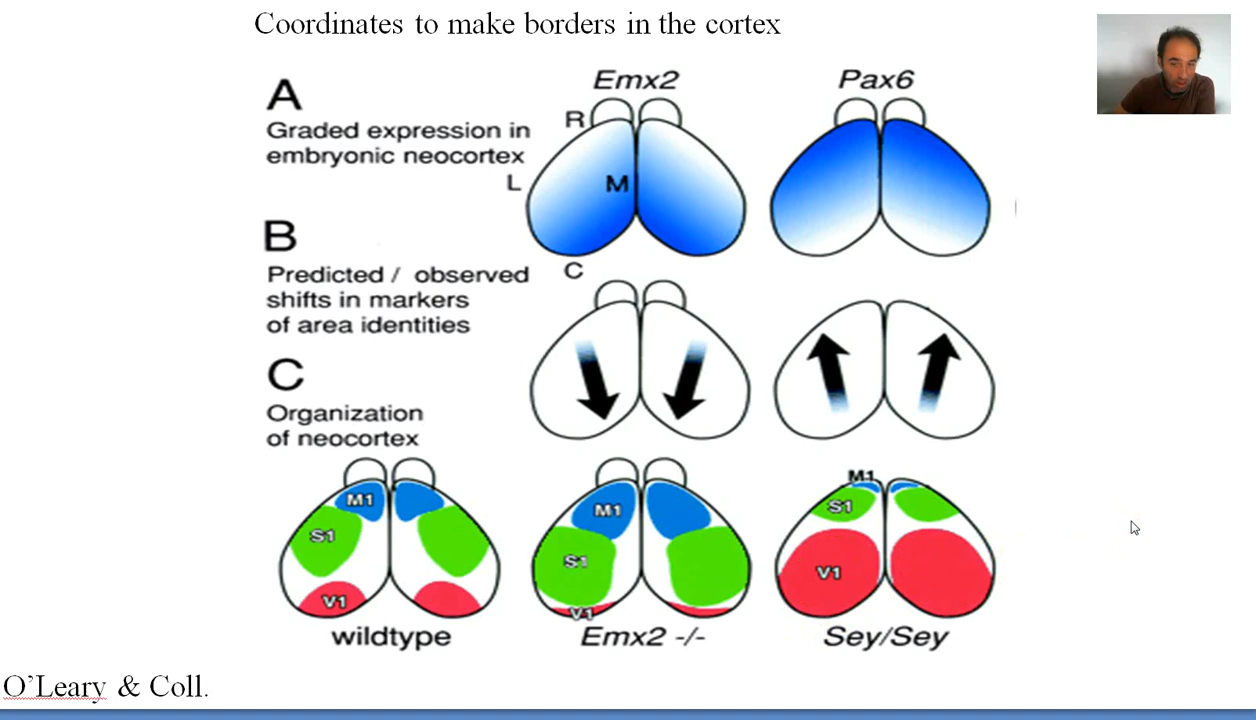 Coordinates to make borders in the cortex
A
Graded expression in
embryonic neocortex
Emx2
Pax6
R
L
M
C
B
Predicted / observed
shifts in markers
of area identities
C
Organization
of neocortex
M1
S1
V1
wildtype
M1
S1
V1
Emx2 -/-
M1
S1
V1
Sey/Sey
O’Leary & Coll.